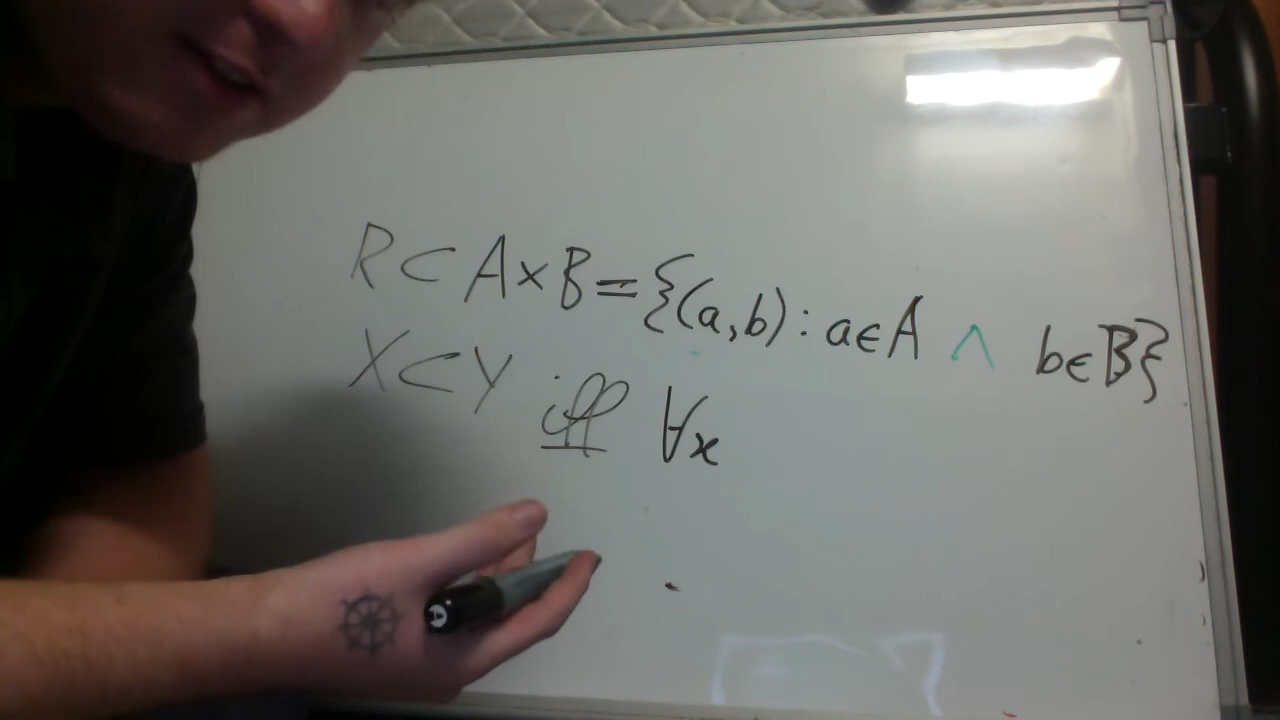 R ⊂ A × B = {(a,b) : a ∈ A ∧ b ∈ B}
X ⊂ Y iff ∀x